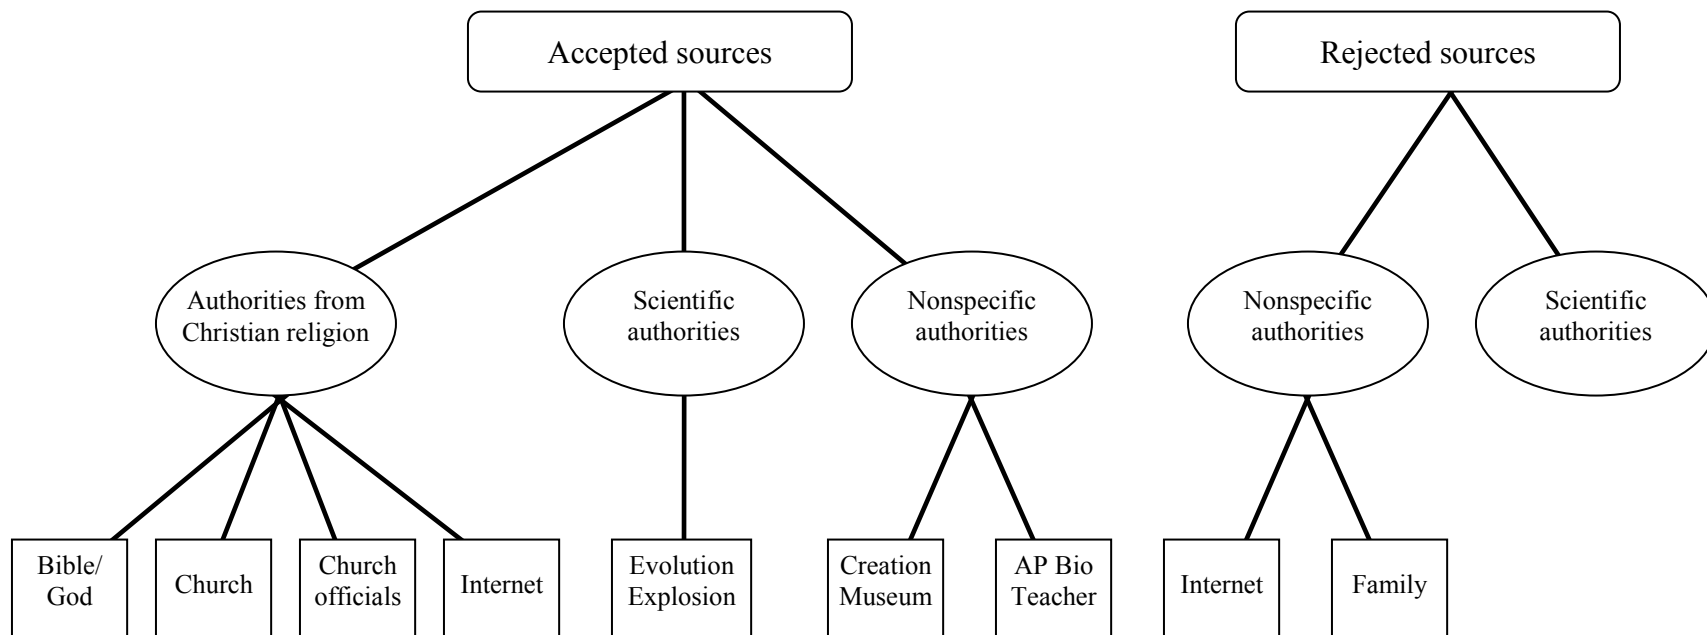 Accepted sources
Rejected sources
Authorities from
Christian religion
Scientific
authorities
Nonspecific
authorities
Nonspecific
authorities
Scientific
authorities
Bible/
God
Church
Church
officials
Internet
Evolution
Explosion
Creation
Museum
AP Bio
Teacher
Internet
Family